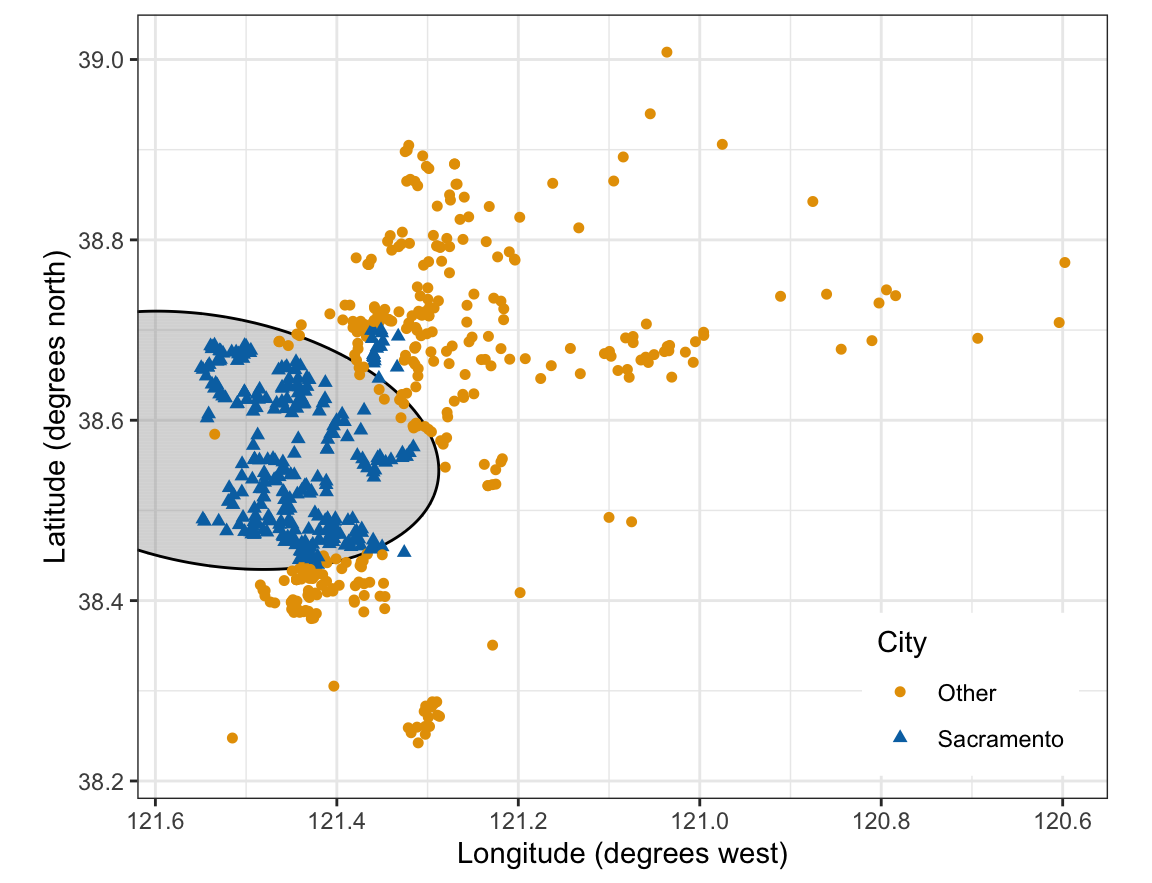 39.0
38.8
38.6
38.4
38.2
Latitude (degrees north)
121.6 121.4 121.2 121.0 120.8 120.6
Longitude (degrees west)
City
Other
Sacramento